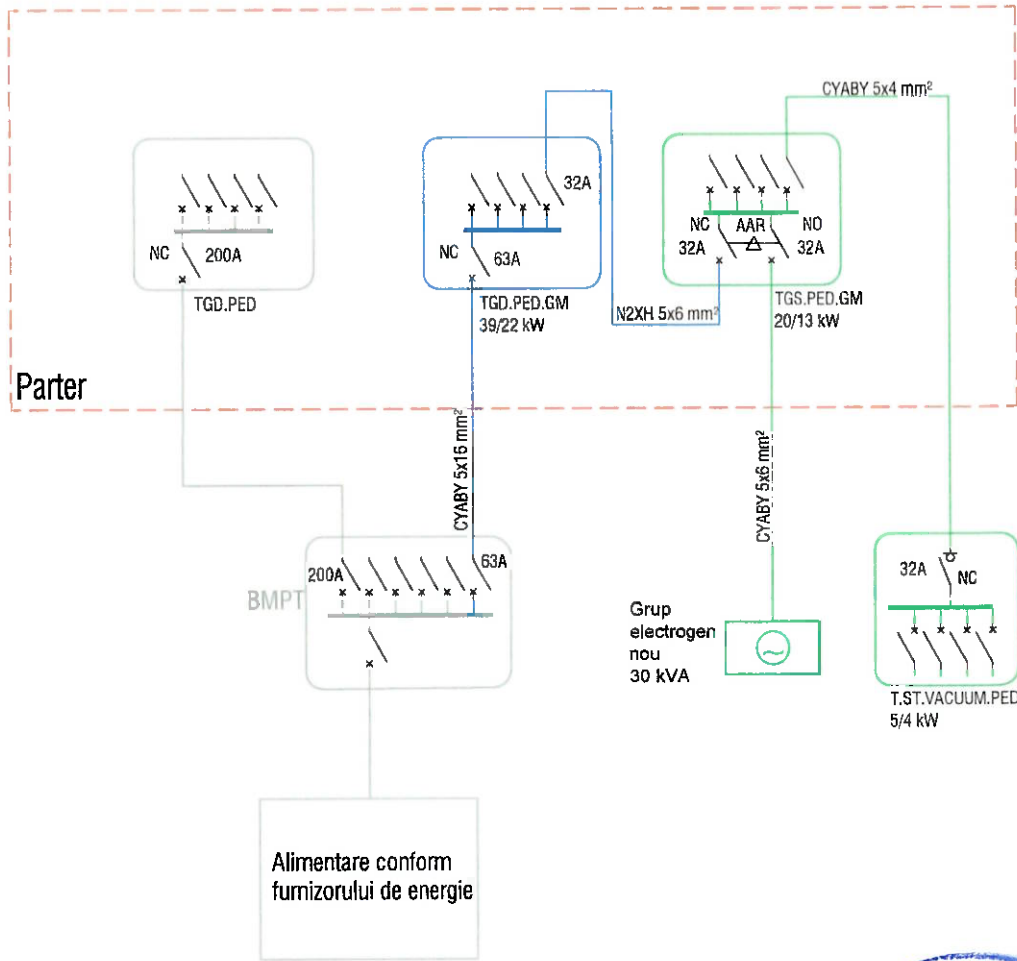 CYABY 5x4 mm²
32A
NC
200A
TGD.PED
NC
63A
TGD.PED.GM
39/22 kW
N2XH 5x6 mm²
NC
AAR
NO
32A
32A
TGS.PED.GM
20/13 kW
Parter
CYABY 5x16 mm²
CYABY 5x6 mm²
200A
63A
BMPT
Grup
electrogen
nou
30 kVA
32A
NC
T.ST.VACUUM.PED
5/4 kW
Alimentare conform
furnizorului de energie